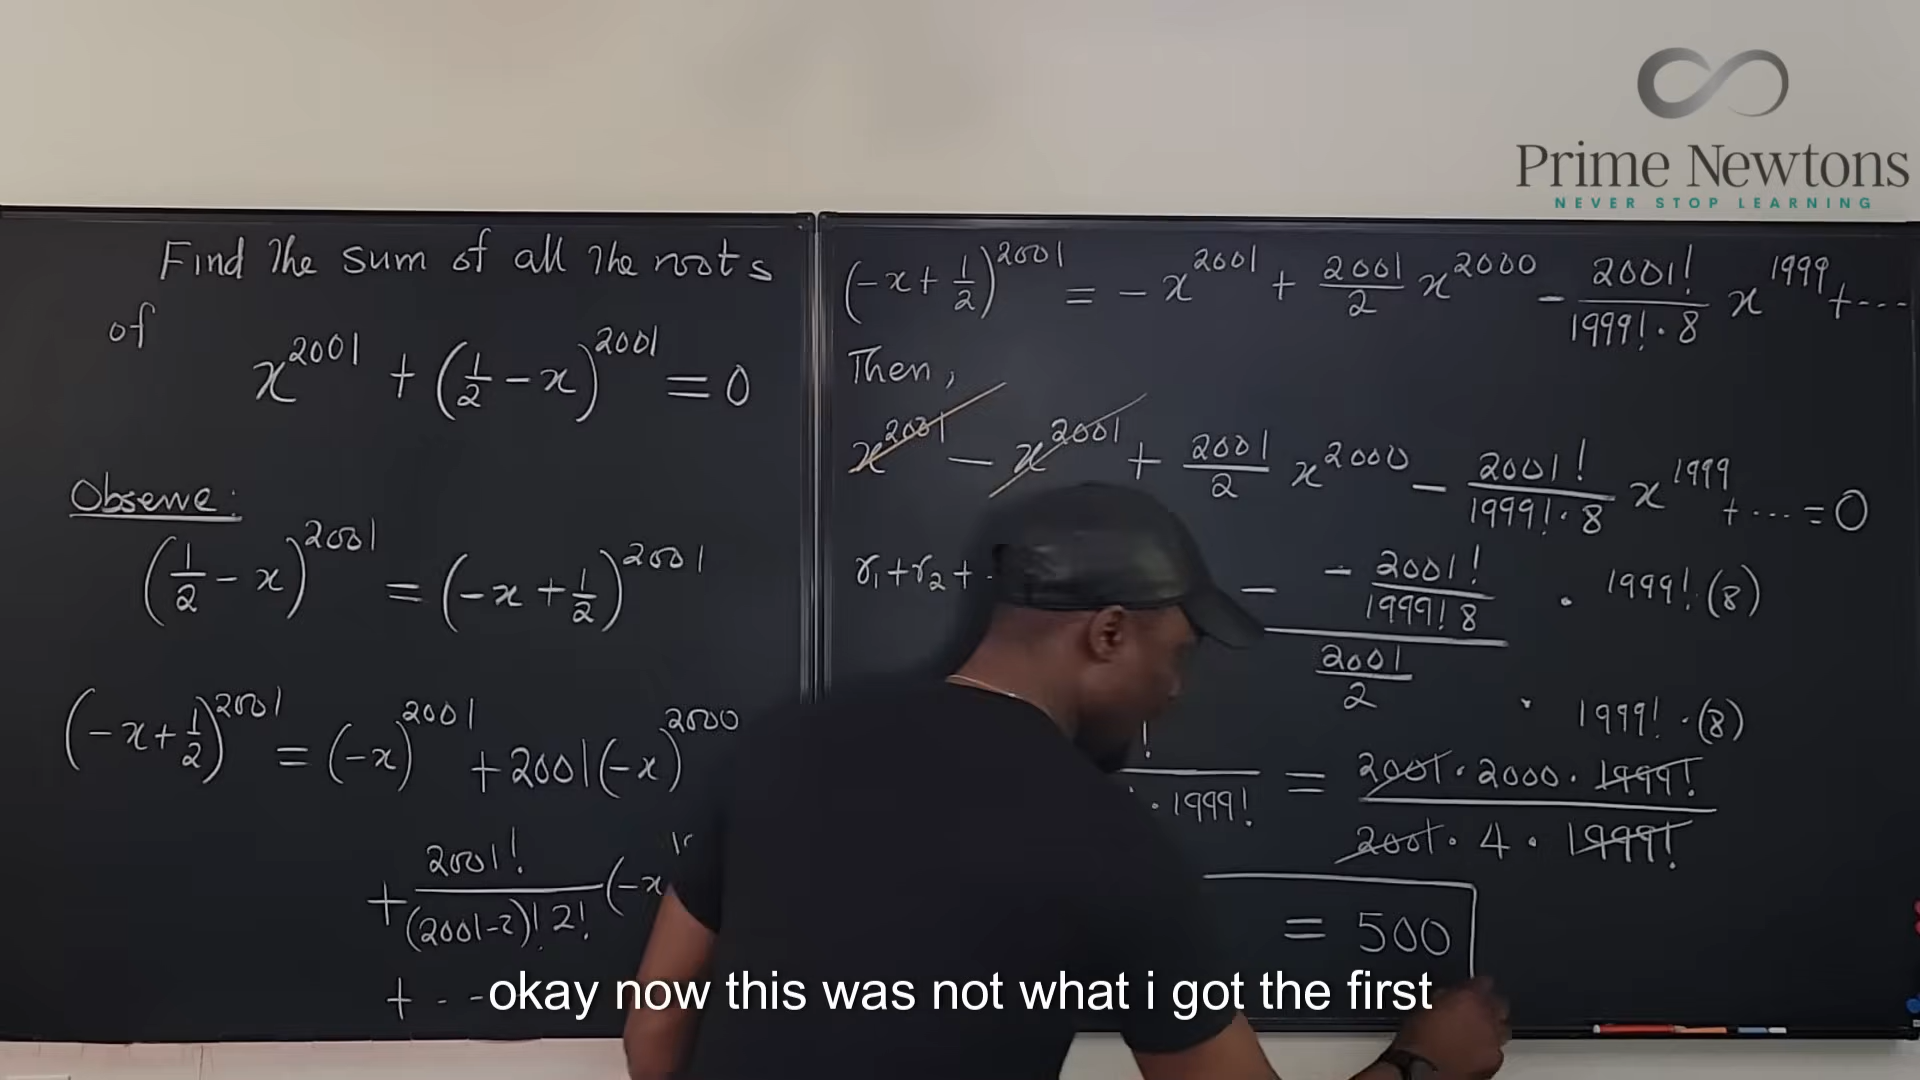 Prime Newtons
NEVER STOP LEARNING
Find the sum of all the roots
of
x^2001 + (1/2 - x)^2001 = 0
Observe:
(1/2 - x)^2001 = (-x + 1/2)^2001
(-x + 1/2)^2001 = (-x)^2001 + 2001(-x)^2000
+ 2001!/((2001-2)! 2!) (-x
+ ---
(-x + 1/2)^2001 = - x^2001 + 2001/2 x^2000 - 2001!/(1999! · 8) x^1999 + ---
Then,
x^2001 - x^2001 + 2001/2 x^2000 - 2001!/(1999! · 8) x^1999 + ... = 0
r₁ + r₂ + - (- 2001!/(1999! 8)) / (2001/2) · 1999! (8)
· 1999! · (8)
!/( · 1999!) = (2001 · 2000 · 1999!)/(2001 · 4 · 1999!)
= 500
okay now this was not what i got the first